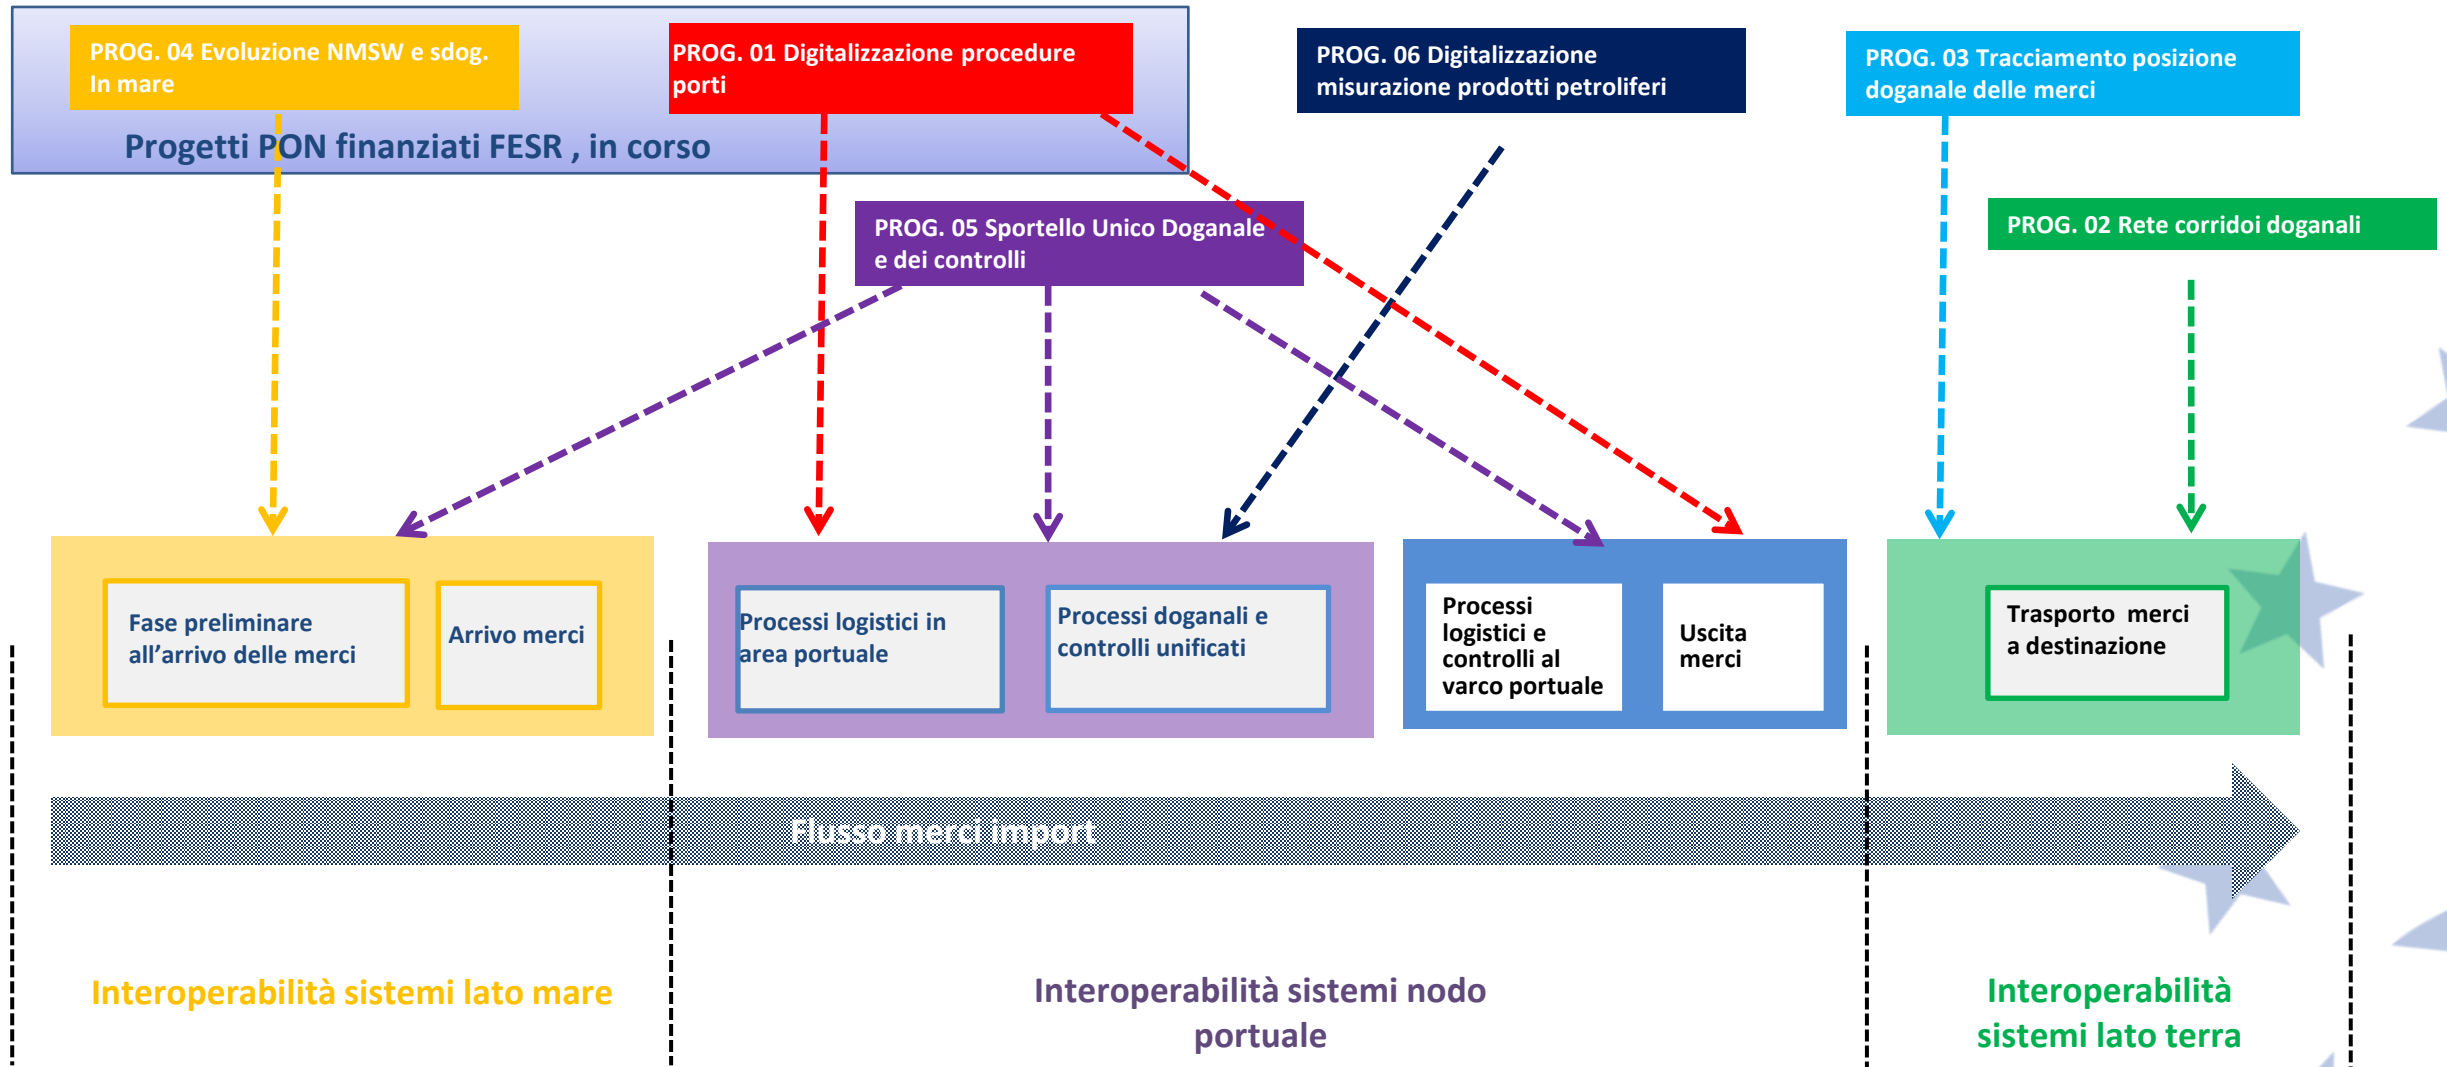 PROG. 04 Evoluzione NMSW e sdog.
In mare
PROG. 01 Digitalizzazione procedure
porti
Progetti PON finanziati FESR , in corso
PROG. 06 Digitalizzazione
misurazione prodotti petroliferi
PROG. 03 Tracciamento posizione
doganale delle merci
PROG. 05 Sportello Unico Doganale
e dei controlli
PROG. 02 Rete corridoi doganali
Fase preliminare
all’arrivo delle merci
Arrivo merci
Processi logistici in
area portuale
Processi doganali e
controlli unificati
Processi
logistici e
controlli al
varco portuale
Uscita
merci
Trasporto merci
a destinazione
Flusso merci import
Interoperabilità sistemi lato mare
Interoperabilità sistemi nodo
portuale
Interoperabilità
sistemi lato terra